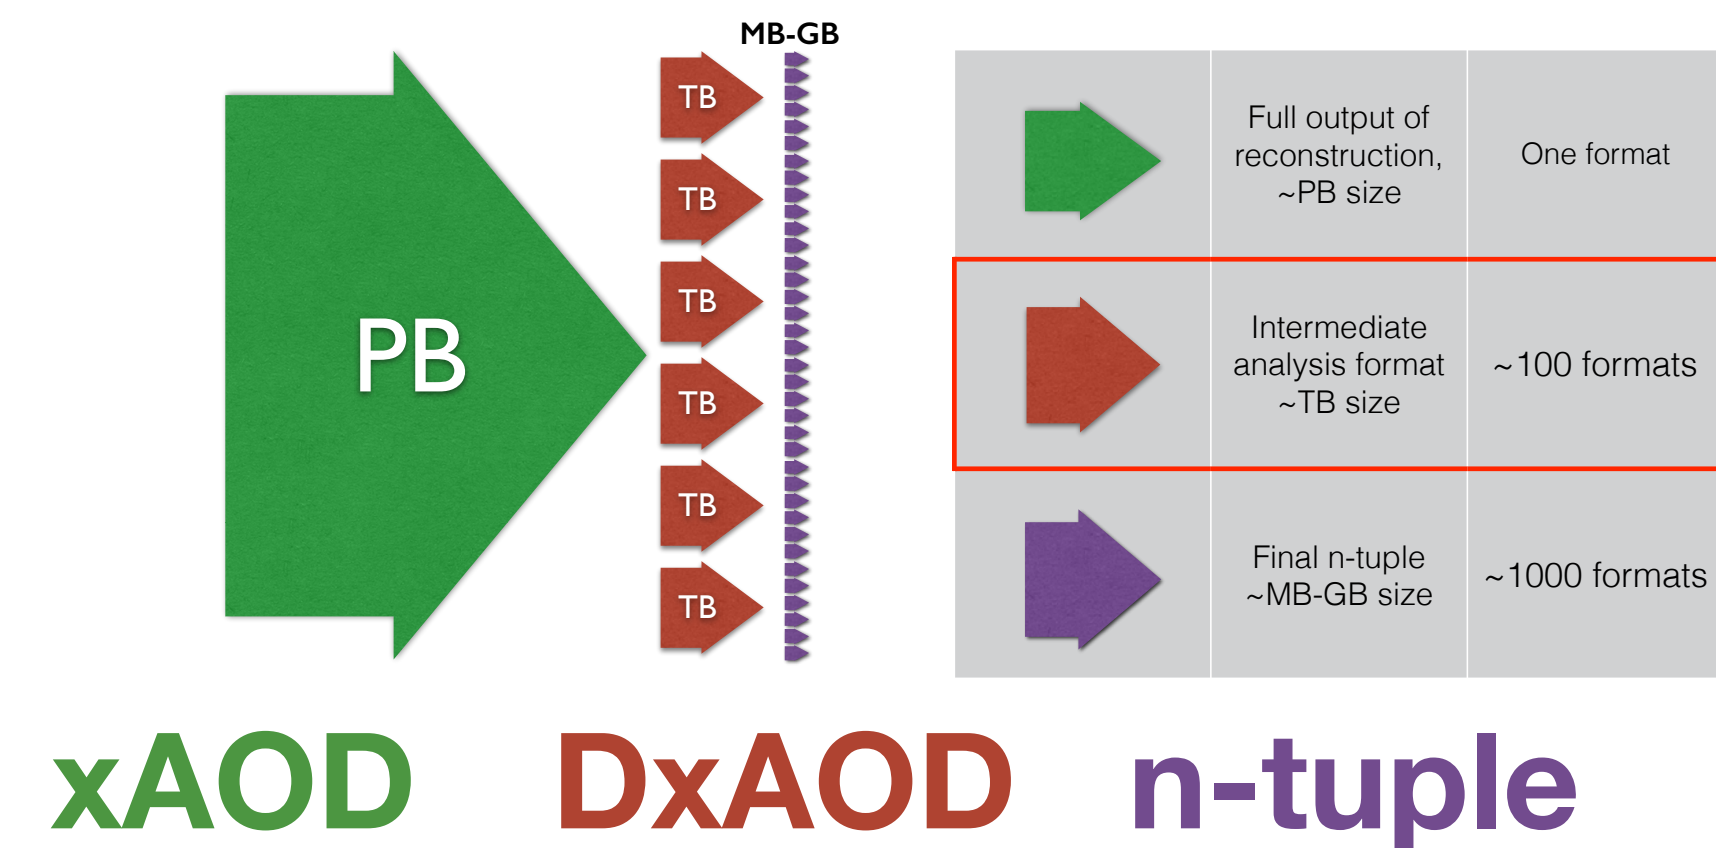 MB-GB
PB
TB
TB
TB
TB
TB
TB
Full output of
reconstruction,
~PB size
One format
Intermediate
analysis format
~TB size
~100 formats
Final n-tuple
~MB-GB size
~1000 formats
xAOD
DxAOD
n-tuple